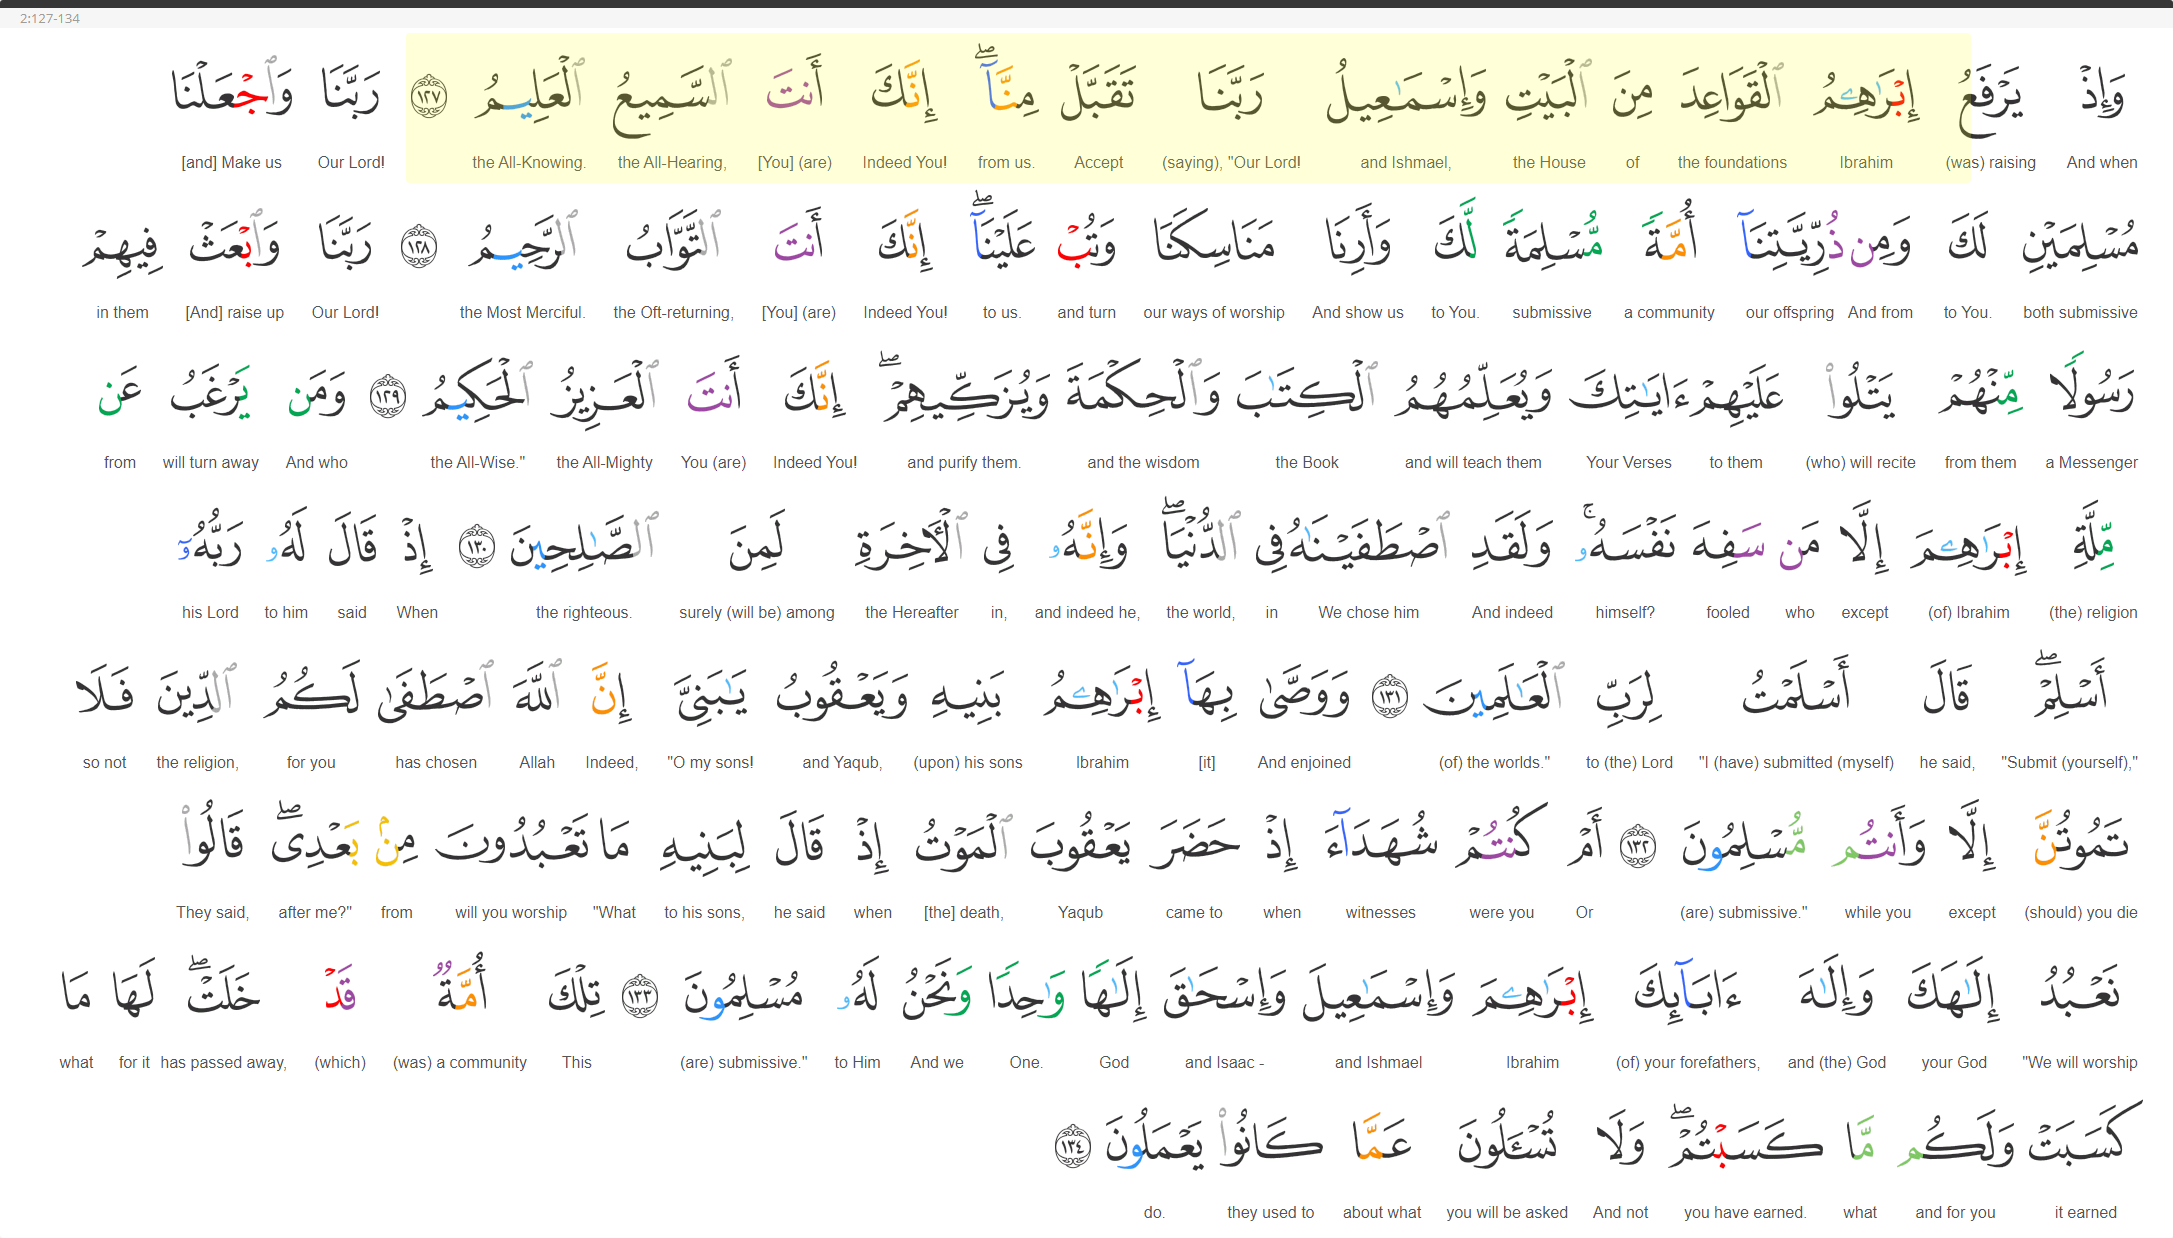 2:127-134
وَإِذۡ يَرۡفَعُ إِبۡرَٰهِـۧمُ ٱلۡقَوَاعِدَ مِنَ ٱلۡبَيۡتِ وَإِسۡمَٰعِيلُ رَبَّنَا تَقَبَّلۡ مِنَّآۖ إِنَّكَ أَنتَ ٱلسَّمِيعُ ٱلۡعَلِيمُ ١٢٧ رَبَّنَا وَٱجۡعَلۡنَا
And when (was) raising Ibrahim the foundations of the House and Ishmael, (saying), "Our Lord! Accept from us. Indeed You! [You] (are) the All-Hearing, the All-Knowing. Our Lord! [and] Make us
مُسۡلِمَيۡنِ لَكَ وَمِن ذُرِّيَّتِنَآ أُمَّةٗ مُّسۡلِمَةٗ لَّكَ وَأَرِنَا مَنَاسِكَنَا وَتُبۡ عَلَيۡنَآۖ إِنَّكَ أَنتَ ٱلتَّوَّابُ ٱلرَّحِيمُ ١٢٨ رَبَّنَا وَٱبۡعَثۡ فِيهِمۡ
both submissive to You. And from our offspring a community submissive to You. And show us our ways of worship and turn to us. Indeed You! [You] (are) the Oft-returning, the Most Merciful. Our Lord! [And] raise up in them
رَسُولٗا مِّنۡهُمۡ يَتۡلُواْ عَلَيۡهِمۡ ءَايَٰتِكَ وَيُعَلِّمُهُمُ ٱلۡكِتَٰبَ وَٱلۡحِكۡمَةَ وَيُزَكِّيهِمۡۖ إِنَّكَ أَنتَ ٱلۡعَزِيزُ ٱلۡحَكِيمُ ١٢٩ وَمَن يَرۡغَبُ عَن
a Messenger from them (who) will recite to them Your Verses and will teach them the Book and the wisdom and purify them. Indeed You! You (are) the All-Mighty the All-Wise." And who will turn away from
مِّلَّةِ إِبۡرَٰهِـۧمَ إِلَّا مَن سَفِهَ نَفۡسَهُۥۚ وَلَقَدِ ٱصۡطَفَيۡنَٰهُ فِي ٱلدُّنۡيَاۖ وَإِنَّهُۥ فِي ٱلۡأٓخِرَةِ لَمِنَ ٱلصَّٰلِحِينَ ١٣٠ إِذۡ قَالَ لَهُۥ رَبُّهُۥٓ
(the) religion (of) Ibrahim except who fooled himself? And indeed We chose him in the world, and indeed he, in, the Hereafter surely (will be) among the righteous. When said to him his Lord
أَسۡلِمۡۖ قَالَ أَسۡلَمۡتُ لِرَبِّ ٱلۡعَٰلَمِينَ ١٣١ وَوَصَّىٰ بِهَآ إِبۡرَٰهِـۧمُ بَنِيهِ وَيَعۡقُوبُ يَٰبَنِيَّ إِنَّ ٱللَّهَ ٱصۡطَفَىٰ لَكُمُ ٱلدِّينَ فَلَا
"Submit (yourself)," he said, "I (have) submitted (myself) to (the) Lord (of) the worlds." And enjoined [it] Ibrahim (upon) his sons and Yaqub, "O my sons! Indeed, Allah has chosen for you the religion, so not
تَمُوتُنَّ إِلَّا وَأَنتُم مُّسۡلِمُونَ ١٣٢ أَمۡ كُنتُمۡ شُهَدَآءَ إِذۡ حَضَرَ يَعۡقُوبَ ٱلۡمَوۡتُ إِذۡ قَالَ لِبَنِيهِ مَا تَعۡبُدُونَ مِنۢ بَعۡدِيۖ قَالُواْ
(should) you die except while you (are) submissive." Or were you witnesses when came to Yaqub [the] death, when he said to his sons, "What will you worship from after me?" They said,
نَعۡبُدُ إِلَٰهَكَ وَإِلَٰهَ ءَابَآئِكَ إِبۡرَٰهِـۧمَ وَإِسۡمَٰعِيلَ وَإِسۡحَٰقَ إِلَٰهٗا وَٰحِدٗا وَنَحۡنُ لَهُۥ مُسۡلِمُونَ ١٣٣ تِلۡكَ أُمَّةٞ قَدۡ خَلَتۡۖ لَهَا مَا
"We will worship your God and (the) God (of) your forefathers, Ibrahim and Ishmael and Isaac - God One. And we to Him (are) submissive." This (was) a community (which) has passed away, for it what
كَسَبَتۡ وَلَكُم مَّا كَسَبۡتُمۡۖ وَلَا تُسۡـَٔلُونَ عَمَّا كَانُواْ يَعۡمَلُونَ ١٣٤
it earned and for you what you have earned. And not you will be asked about what they used to do.